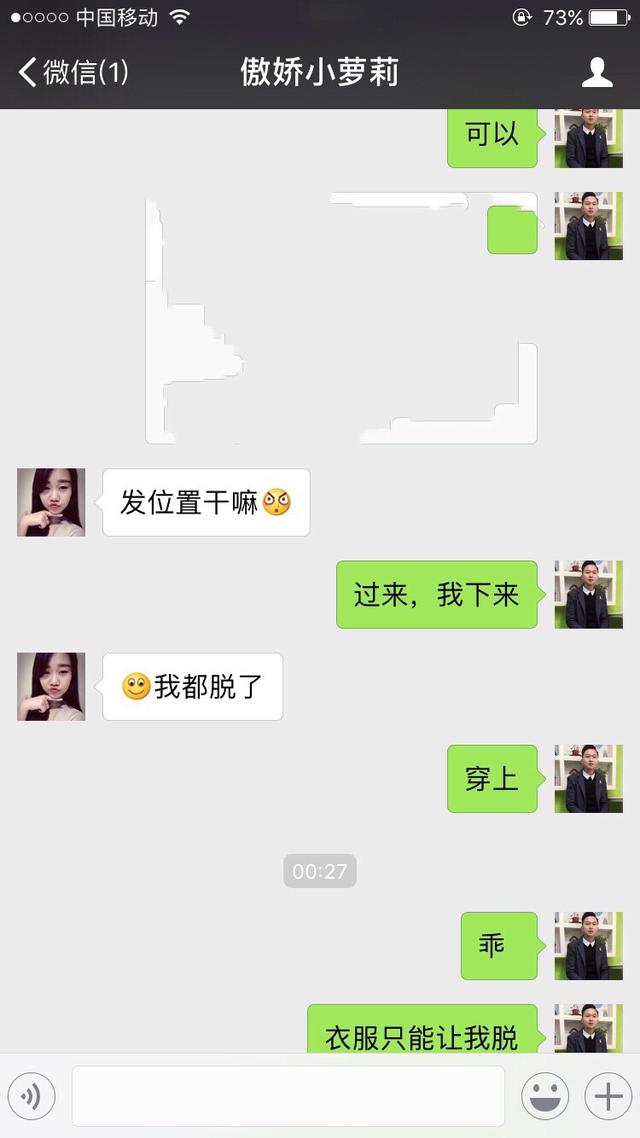 中国移动
73%
微信(1)
傲娇小萝莉
可以
发位置干嘛
过来，我下来
我都脱了
穿上
00:27
乖
衣服只能让我脱